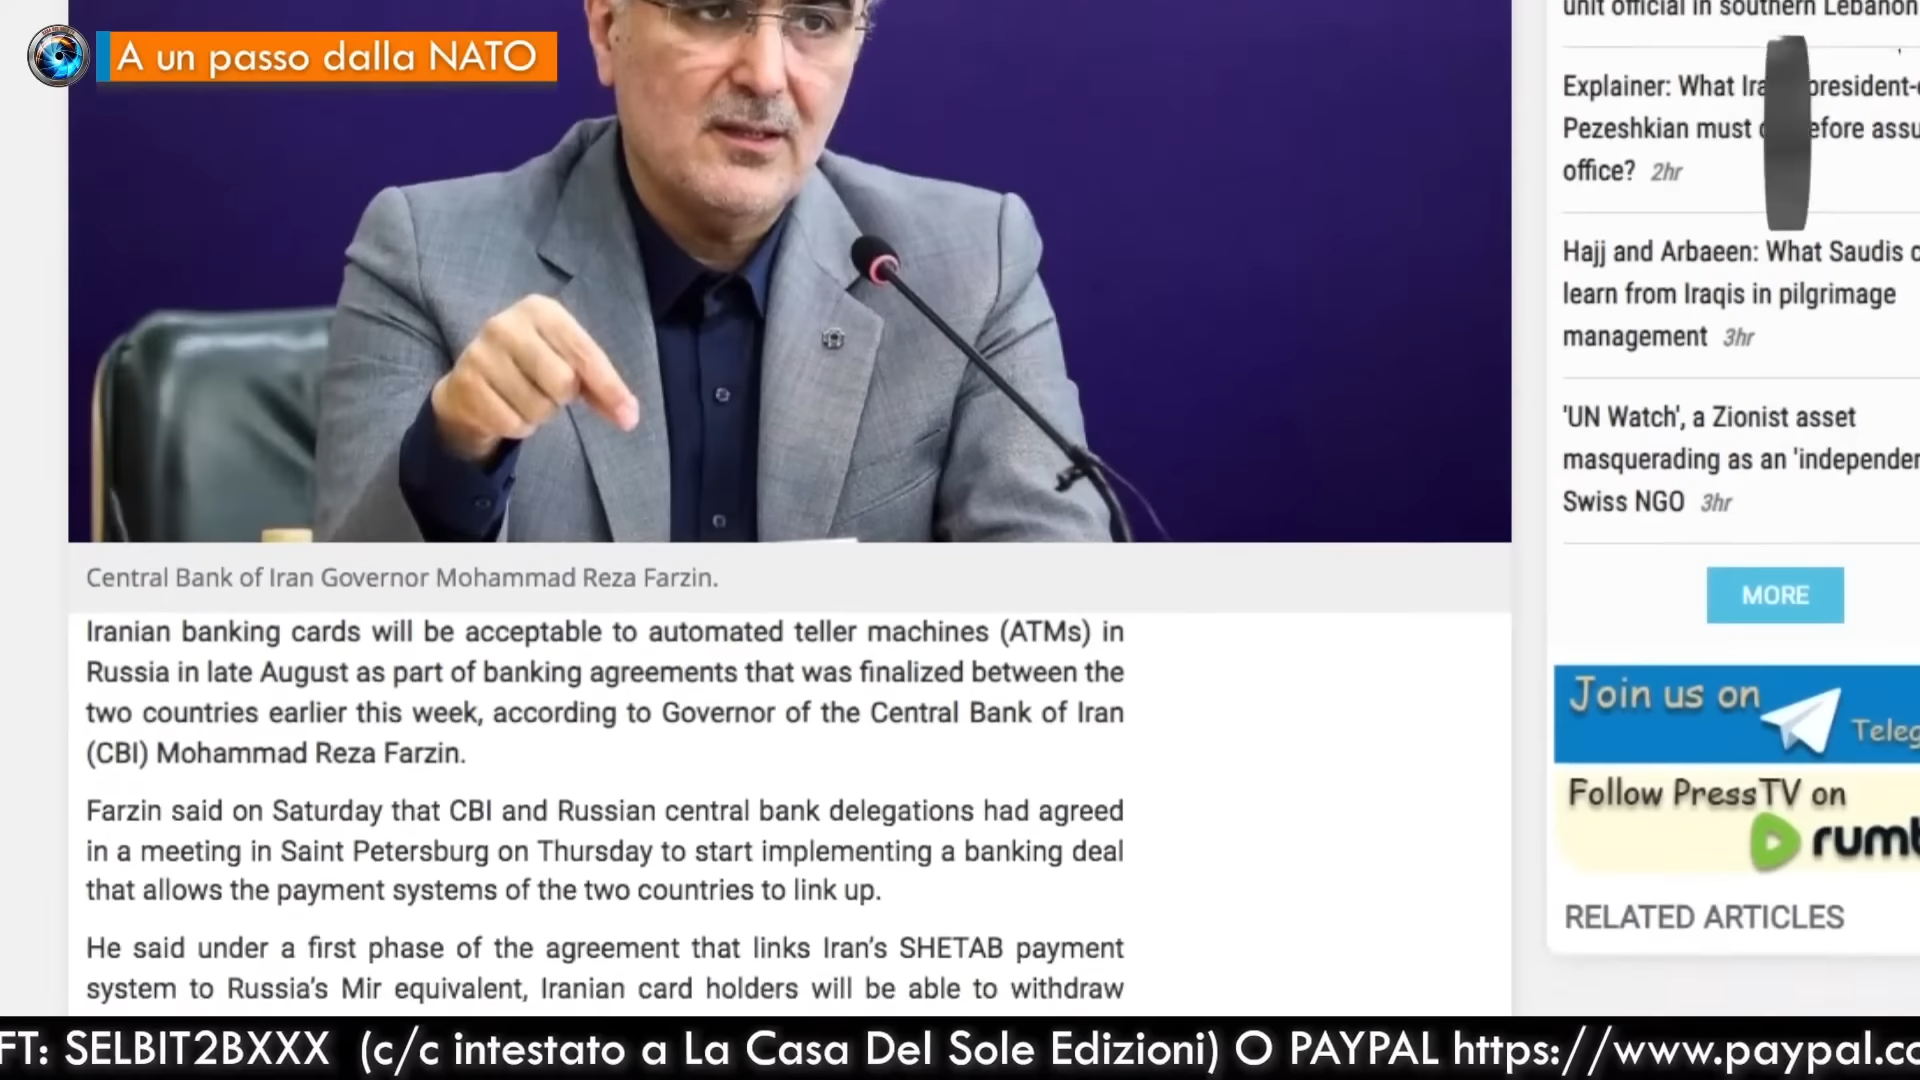 A un passo dalla NATO
Central Bank of Iran Governor Mohammad Reza Farzin.
Iranian banking cards will be acceptable to automated teller machines (ATMs) in
Russia in late August as part of banking agreements that was finalized between the
two countries earlier this week, according to Governor of the Central Bank of Iran
(CBI) Mohammad Reza Farzin.
Farzin said on Saturday that CBI and Russian central bank delegations had agreed
in a meeting in Saint Petersburg on Thursday to start implementing a banking deal
that allows the payment systems of the two countries to link up.
He said under a first phase of the agreement that links Iran's SHETAB payment
system to Russia's Mir equivalent, Iranian card holders will be able to withdraw
unit official in southern Lebanon
Explainer: What president-
Pezeshkian must assu
office? 2hr
Hajj and Arbaeen: What Saudis c
learn from Iraqis in pilgrimage
management 3hr
'UN Watch', a Zionist asset
masquerading as an 'independen
Swiss NGO 3hr
MORE
Join us on
Teleg
Follow PressTV on
rumb
RELATED ARTICLES
FT: SELBIT2BXXX (c/c intestato a La Casa Del Sole Edizioni) O PAYPAL https://www.paypal.co